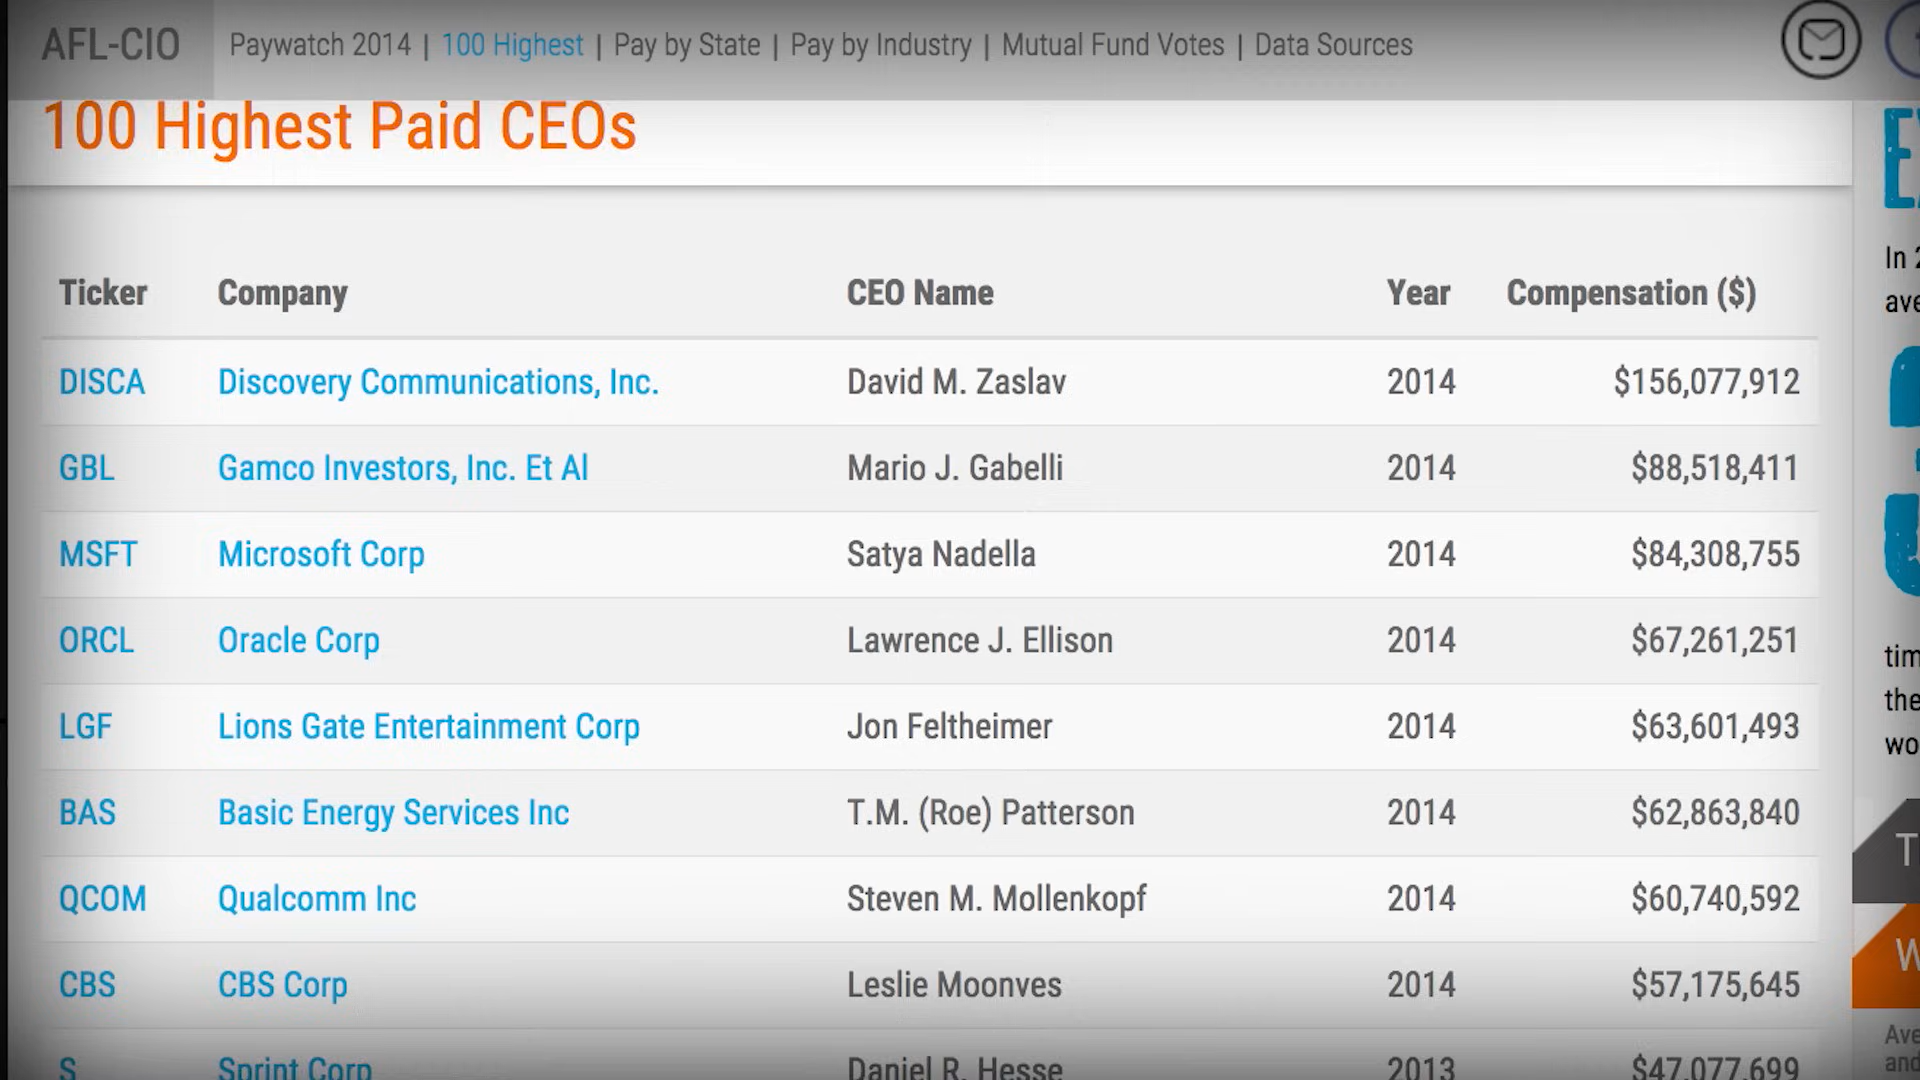 AFL-CIO Paywatch 2014 | 100 Highest | Pay by State | Pay by Industry | Mutual Fund Votes | Data Sources
100 Highest Paid CEOs
Ticker Company CEO Name Year Compensation ($)
DISCA Discovery Communications, Inc. David M. Zaslav 2014 $156,077,912
GBL Gamco Investors, Inc. Et Al Mario J. Gabelli 2014 $88,518,411
MSFT Microsoft Corp Satya Nadella 2014 $84,308,755
ORCL Oracle Corp Lawrence J. Ellison 2014 $67,261,251
LGF Lions Gate Entertainment Corp Jon Feltheimer 2014 $63,601,493
BAS Basic Energy Services Inc T.M. (Roe) Patterson 2014 $62,863,840
QCOM Qualcomm Inc Steven M. Mollenkopf 2014 $60,740,592
CBS CBS Corp Leslie Moonves 2014 $57,175,645
S Sprint Corp Daniel R. Hesse 2013 $47,077,699
In